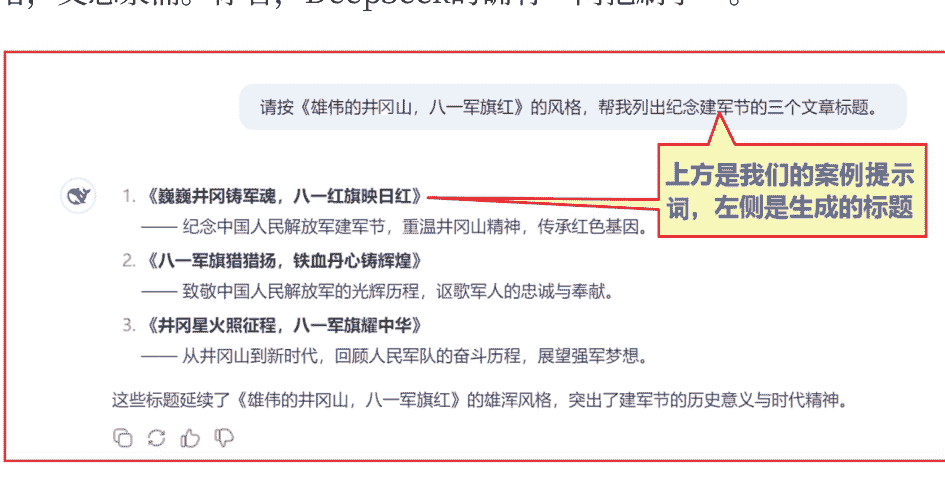 请按《雄伟的井冈山，八一军旗红》的风格，帮我列出纪念建军节的三个文章标题。
上方是我们的案例提示
词，左侧是生成的标题
1. 《巍巍井冈铸军魂，八一红旗映日红》
—— 纪念中国人民解放军建军节，重温井冈山精神，传承红色基因。
2. 《八一军旗猎猎扬，铁血丹心铸辉煌》
—— 致敬中国人民解放军的光辉历程，讴歌军人的忠诚与奉献。
3. 《井冈星火照征程，八一军旗耀中华》
—— 从井冈山到新时代，回顾人民军队的奋斗历程，展望强军梦想。
这些标题延续了《雄伟的井冈山，八一军旗红》的雄浑风格，突出了建军节的历史意义与时代精神。